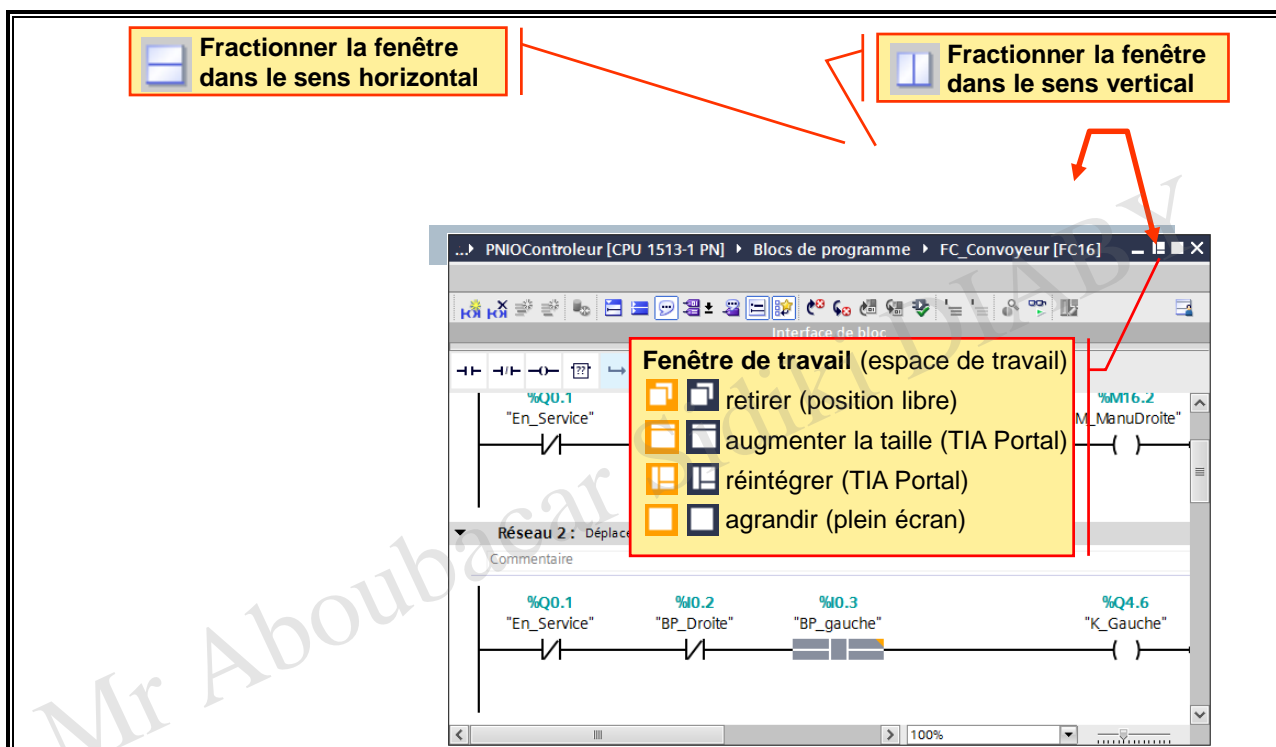 Fractionner la fenêtre
dans le sens horizontal
Fractionner la fenêtre
dans le sens vertical
...▸ PNIOControleur [CPU 1513-1 PN] ▸ Blocs de programme ▸ FC_Convoyeur [FC16]
Interface de bloc
Fenêtre de travail (espace de travail)
retirer (position libre)
augmenter la taille (TIA Portal)
réintégrer (TIA Portal)
agrandir (plein écran)
%Q0.1
"En_Service"
%M16.2
M_ManuDroite"
Réseau 2 : Déplace
Commentaire
%Q0.1 %I0.2 %I0.3 %Q4.6
"En_Service" "BP_Droite" "BP_gauche" "K_Gauche"
100%
Mr Aboubacar Sidiki DIABY